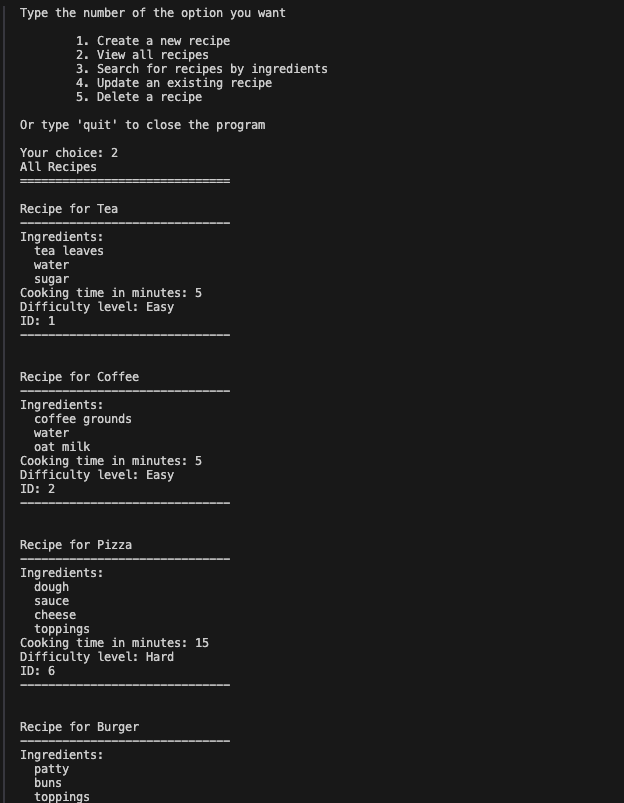 Type the number of the option you want
1. Create a new recipe
2. View all recipes
3. Search for recipes by ingredients
4. Update an existing recipe
5. Delete a recipe
Or type 'quit' to close the program
Your choice: 2
All Recipes
==============================
Recipe for Tea
------------------------------
Ingredients:
tea leaves
water
sugar
Cooking time in minutes: 5
Difficulty level: Easy
ID: 1
------------------------------
Recipe for Coffee
------------------------------
Ingredients:
coffee grounds
water
oat milk
Cooking time in minutes: 5
Difficulty level: Easy
ID: 2
------------------------------
Recipe for Pizza
------------------------------
Ingredients:
dough
sauce
cheese
toppings
Cooking time in minutes: 15
Difficulty level: Hard
ID: 6
------------------------------
Recipe for Burger
------------------------------
Ingredients:
patty
buns
toppings